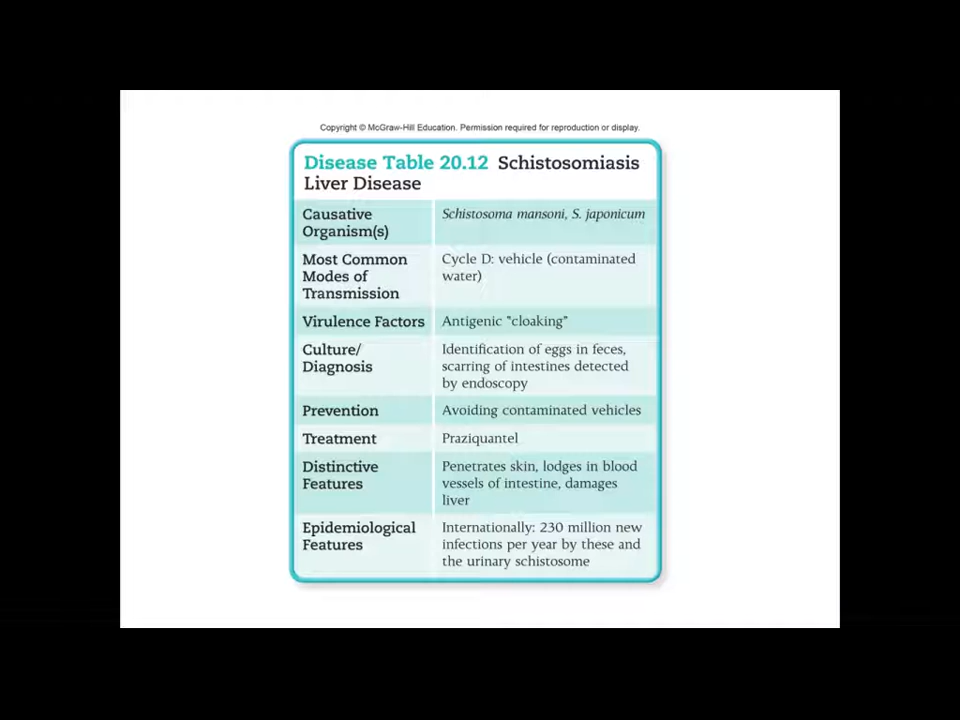 Copyright © McGraw-Hill Education. Permission required for reproduction or display.
Disease Table 20.12 Schistosomiasis
Liver Disease
Causative
Organism(s)
Schistosoma mansoni, S. japonicum
Most Common
Modes of
Transmission
Cycle D: vehicle (contaminated
water)
Virulence Factors
Antigenic "cloaking"
Culture/
Diagnosis
Identification of eggs in feces,
scarring of intestines detected
by endoscopy
Prevention
Avoiding contaminated vehicles
Treatment
Praziquantel
Distinctive
Features
Penetrates skin, lodges in blood
vessels of intestine, damages
liver
Epidemiological
Features
Internationally: 230 million new
infections per year by these and
the urinary schistosome